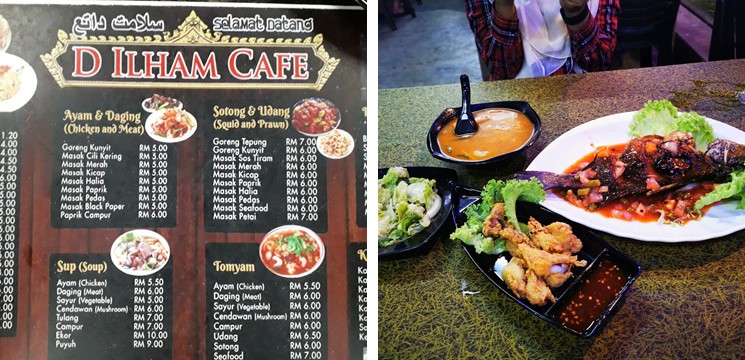 سلامت داتڠ Selamat Datang
D ILHAM CAFE
Ayam & Daging
(Chicken and Meat)
Goreng Kunyit RM 5.00
Masak Cili Kering RM 5.00
Masak Merah RM 5.00
Masak Kicap RM 5.00
Masak Halia RM 5.00
Masak Paprik RM 5.00
Masak Pedas RM 5.00
Masak Black Paper RM 5.00
Paprik Campur RM 6.00
Sotong & Udang
(Squid and Prawn)
Goreng Tepung RM 7.00
Goreng Kunyit RM 6.00
Masak Sos Tiram RM 6.00
Masak Merah RM 6.00
Masak Kicap RM 6.00
Masak Paprik RM 6.00
Masak Halia RM 6.00
Masak Pedas RM 6.00
Masak Seafood RM 6.00
Masak Petai RM 7.00
Sup (Soup)
Ayam (Chicken) RM 5.50
Daging (Meat) RM 6.00
Sayur (Vegetable) RM 5.00
Cendawan (Mushroom) RM 6.00
Tulang RM 7.00
Campur RM 7.00
Ekor RM 10.00
Puyuh RM 9.00
Tomyam
Ayam (Chicken) RM 5.50
Daging (Meat) RM 6.00
Sayur (Vegetable) RM 6.00
Cendawan (Mushroom) RM 6.00
Campur RM 6.00
Udang RM 6.00
Sotong RM 6.00
Seafood RM 7.00